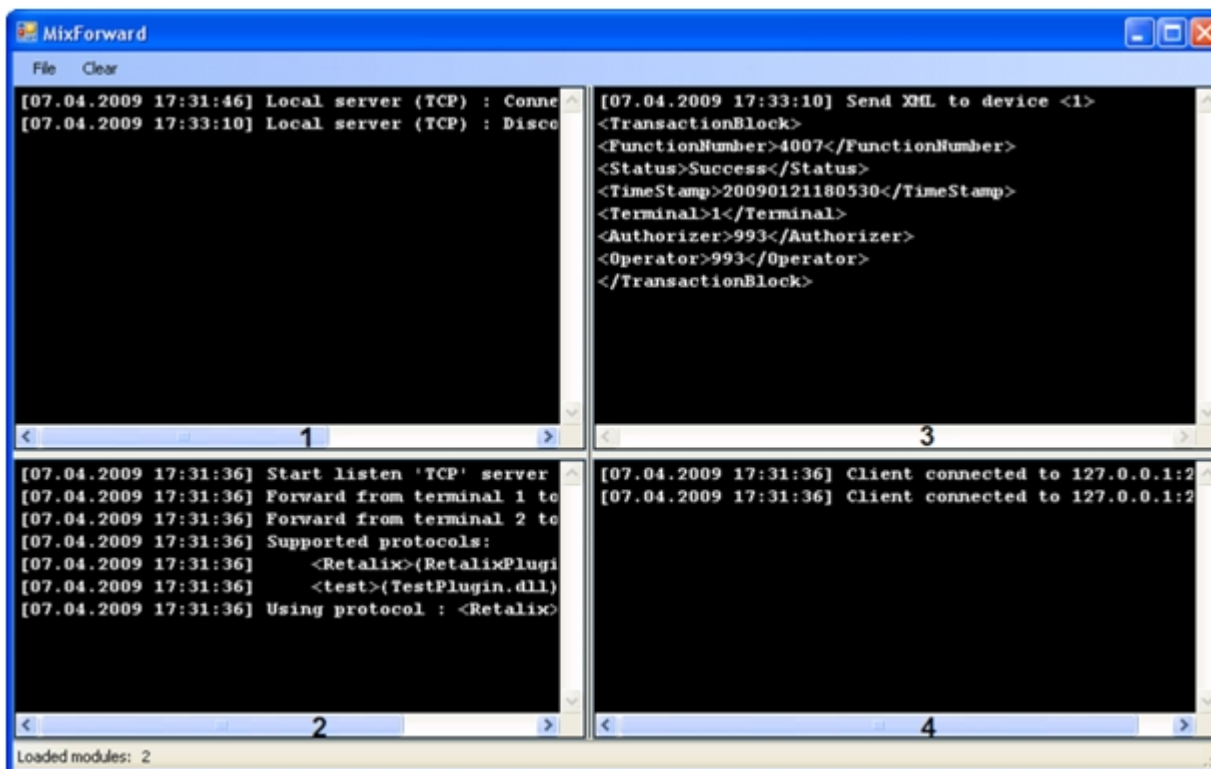 MixForward
File Clear
[07.04.2009 17:31:46] Local server (TCP) : Conne
[07.04.2009 17:33:10] Local server (TCP) : Disco
1
[07.04.2009 17:33:10] Send XML to device <1>
<TransactionBlock>
<FunctionNumber>4007</FunctionNumber>
<Status>Success</Status>
<TimeStamp>20090121180530</TimeStamp>
<Terminal>1</Terminal>
<Authorizer>993</Authorizer>
<Operator>993</Operator>
</TransactionBlock>
3
[07.04.2009 17:31:36] Start listen 'TCP' server
[07.04.2009 17:31:36] Forward from terminal 1 to
[07.04.2009 17:31:36] Forward from terminal 2 to
[07.04.2009 17:31:36] Supported protocols:
[07.04.2009 17:31:36] <Retalix>(RetalixPlugi
[07.04.2009 17:31:36] <test>(TestPlugin.dll)
[07.04.2009 17:31:36] Using protocol : <Retalix>
2
[07.04.2009 17:31:36] Client connected to 127.0.0.1:2
[07.04.2009 17:31:36] Client connected to 127.0.0.1:2
4
Loaded modules: 2